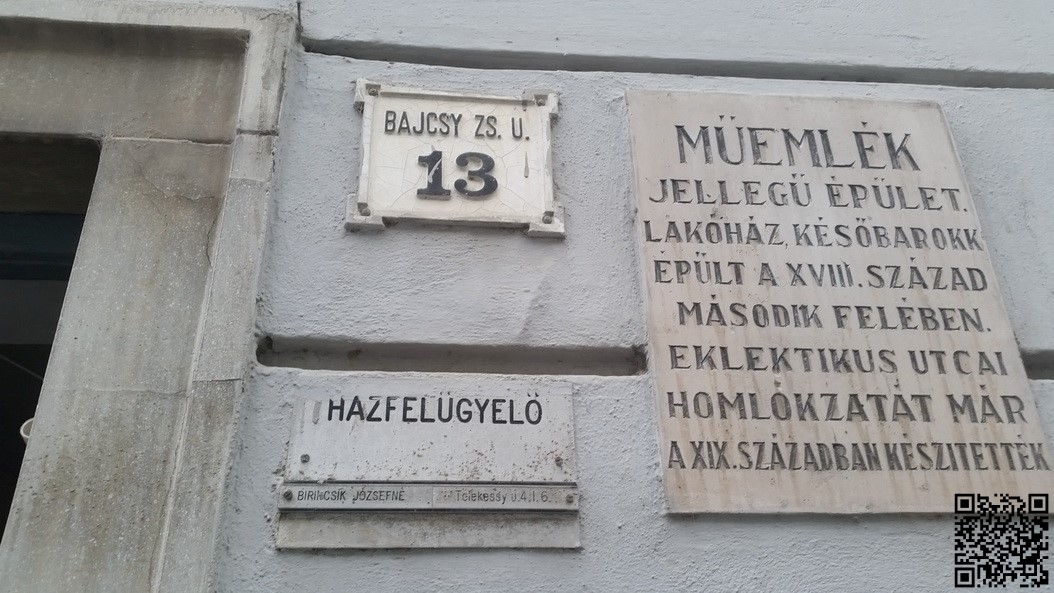 BAJCSY ZS. U.
13
MŰEMLÉK
JELLEGŰ ÉPÜLET.
LAKÓHÁZ, KÉSŐBAROKK
ÉPÜLT A XVIII. SZÁZAD
MÁSODIK FELÉBEN.
EKLEKTIKUS UTCAI
HOMLOKZATÁT MÁR
A XIX. SZÁZADBAN KÉSZITETTÉK
HÁZFELÜGYELŐ
JÓZSEFNÉ Telekessy u.4.I.6.